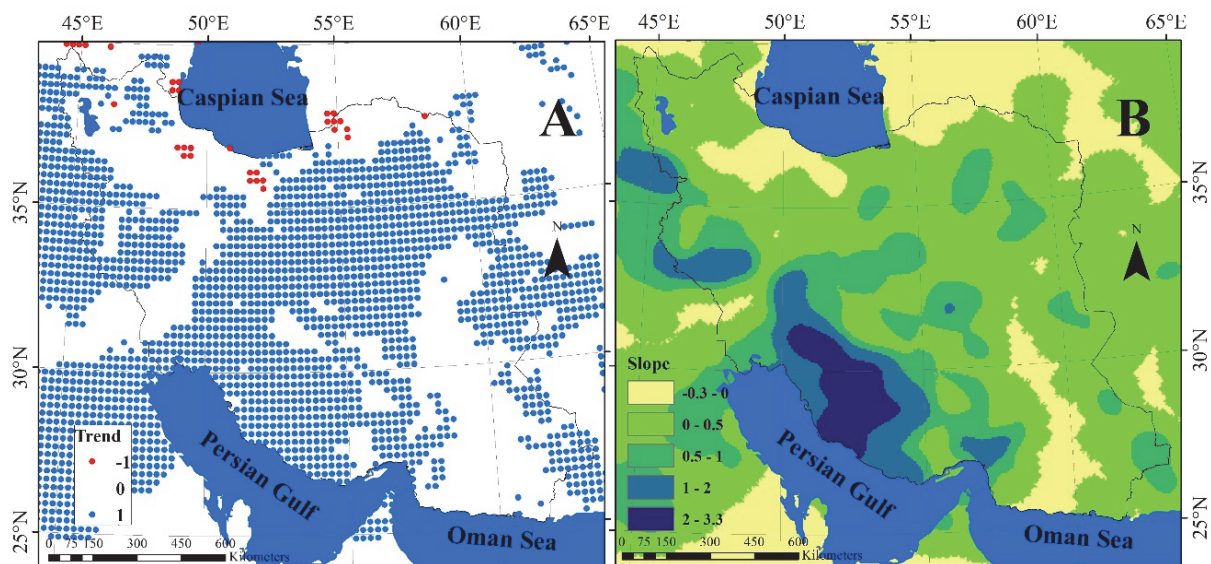 45°E 50°E 55°E 60°E 65°E
Caspian Sea
A
35°N
N
30°N
Trend
-1
0
1
Persian Gulf
25°N
Oman Sea
0 75 150 300 450 600
Kilometers
45°E 50°E 55°E 60°E 65°E
Caspian Sea
B
35°N
N
30°N
Slope
-0.3 - 0
0 - 0.5
0.5 - 1
1 - 2
2 - 3.3
Persian Gulf
25°N
Oman Sea
0 75 150 300 450 600
Kilometers